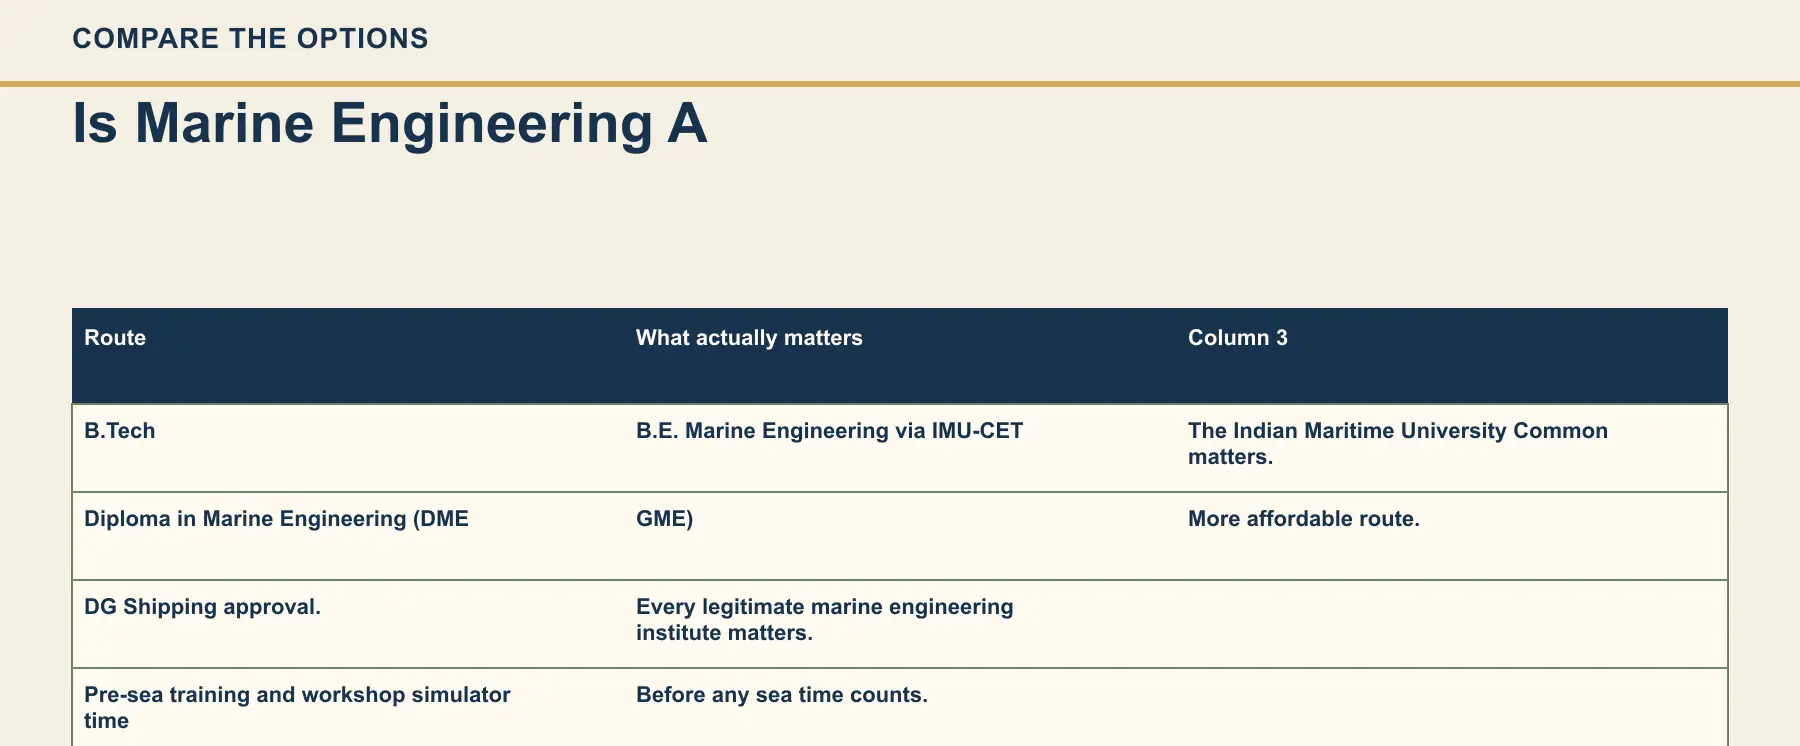 COMPARE THE OPTIONS
Is Marine Engineering A
Route
What actually matters
Column 3
B.Tech
B.E. Marine Engineering via IMU-CET
The Indian Maritime University Common
matters.
Diploma in Marine Engineering (DME
GME)
More affordable route.
DG Shipping approval.
Every legitimate marine engineering
institute matters.
Pre-sea training and workshop simulator
time
Before any sea time counts.